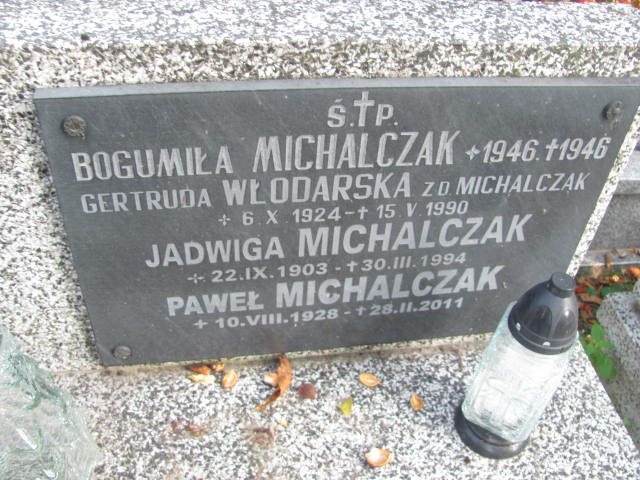 Ś.†P.
BOGUMIŁA MICHALCZAK ÷1946.†1946
GERTRUDA WŁODARSKA Z D. MICHALCZAK
÷ 6 X 1924 - † 15 V 1990
JADWIGA MICHALCZAK
÷ 22.IX.1903 - † 30.III.1994
PAWEŁ MICHALCZAK
÷ 10.VIII.1928 - † 28.II.2011